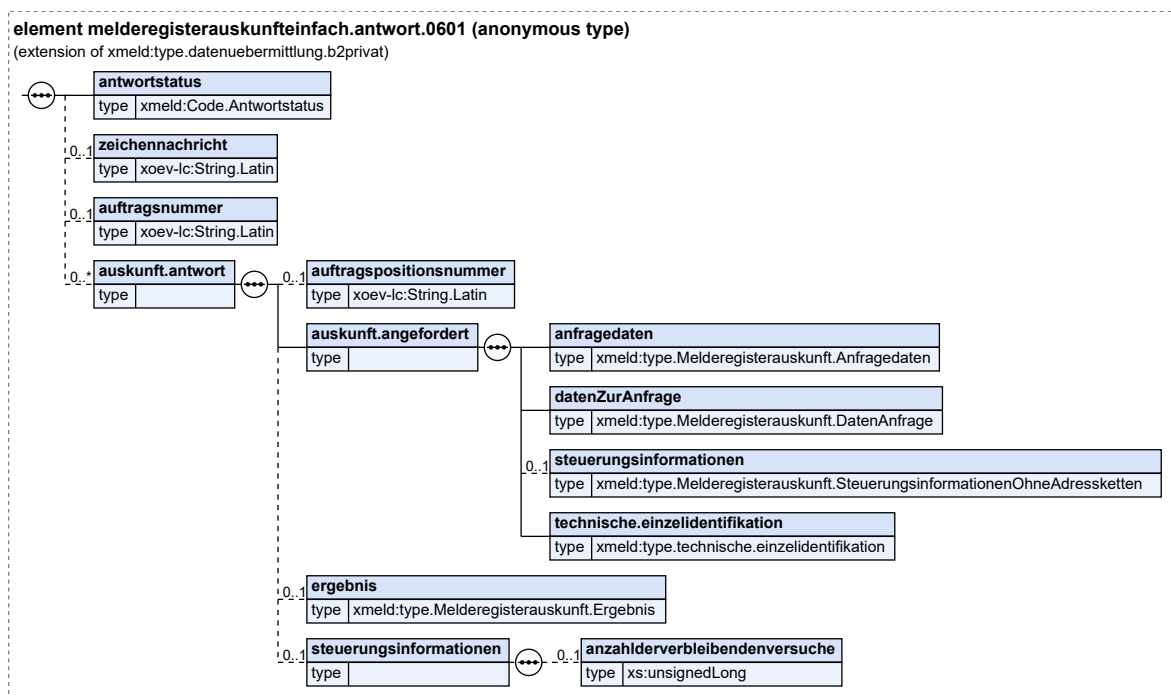 element melderegisterauskunfteinfach.antwort.0601 (anonymous type)
(extension of xmeld:type.datenuebermittlung.b2privat)
antwortstatus
type xmeld:Code.Antwortstatus
0..1 zeichennachricht
type xoev-lc:String.Latin
0..1 auftragsnummer
type xoev-lc:String.Latin
0..* auskunft.antwort
type
0..1 auftragspositionsnummer
type xoev-lc:String.Latin
auskunft.angefordert
type
anfragedaten
type xmeld:type.Melderegisterauskunft.Anfragedaten
datenZurAnfrage
type xmeld:type.Melderegisterauskunft.DatenAnfrage
0..1 steuerungsinformationen
type xmeld:type.Melderegisterauskunft.SteuerungsinformationenOhneAdressketten
technische.einzelidentifikation
type xmeld:type.technische.einzelidentifikation
0..1 ergebnis
type xmeld:type.Melderegisterauskunft.Ergebnis
0..1 steuerungsinformationen
type
0..1 anzahlderverbleibendenversuche
type xs:unsignedLong